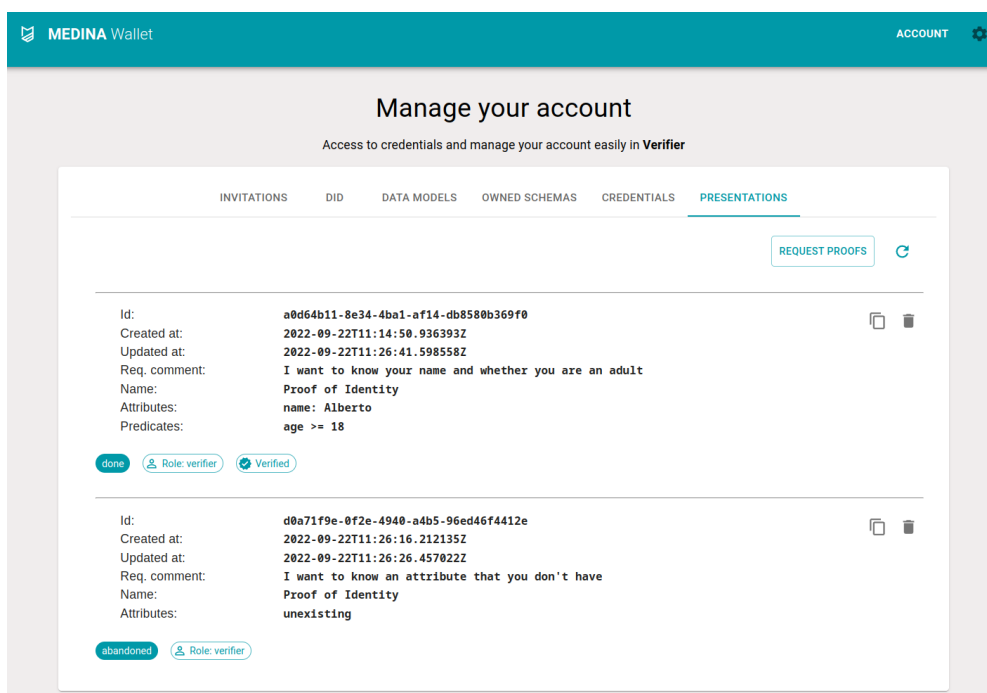 MEDINA Wallet
ACCOUNT
Manage your account
Access to credentials and manage your account easily in Verifier
INVITATIONS DID DATA MODELS OWNED SCHEMAS CREDENTIALS PRESENTATIONS
REQUEST PROOFS
Id: a0d64b11-8e34-4ba1-af14-db8580b369f0
Created at: 2022-09-22T11:14:50.936393Z
Updated at: 2022-09-22T11:26:41.598558Z
Req. comment: I want to know your name and whether you are an adult
Name: Proof of Identity
Attributes: name: Alberto
Predicates: age >= 18
done Role: verifier Verified
Id: d0a71f9e-0f2e-4940-a4b5-96ed46f4412e
Created at: 2022-09-22T11:26:16.212135Z
Updated at: 2022-09-22T11:26:26.457022Z
Req. comment: I want to know an attribute that you don't have
Name: Proof of Identity
Attributes: unexisting
abandoned Role: verifier